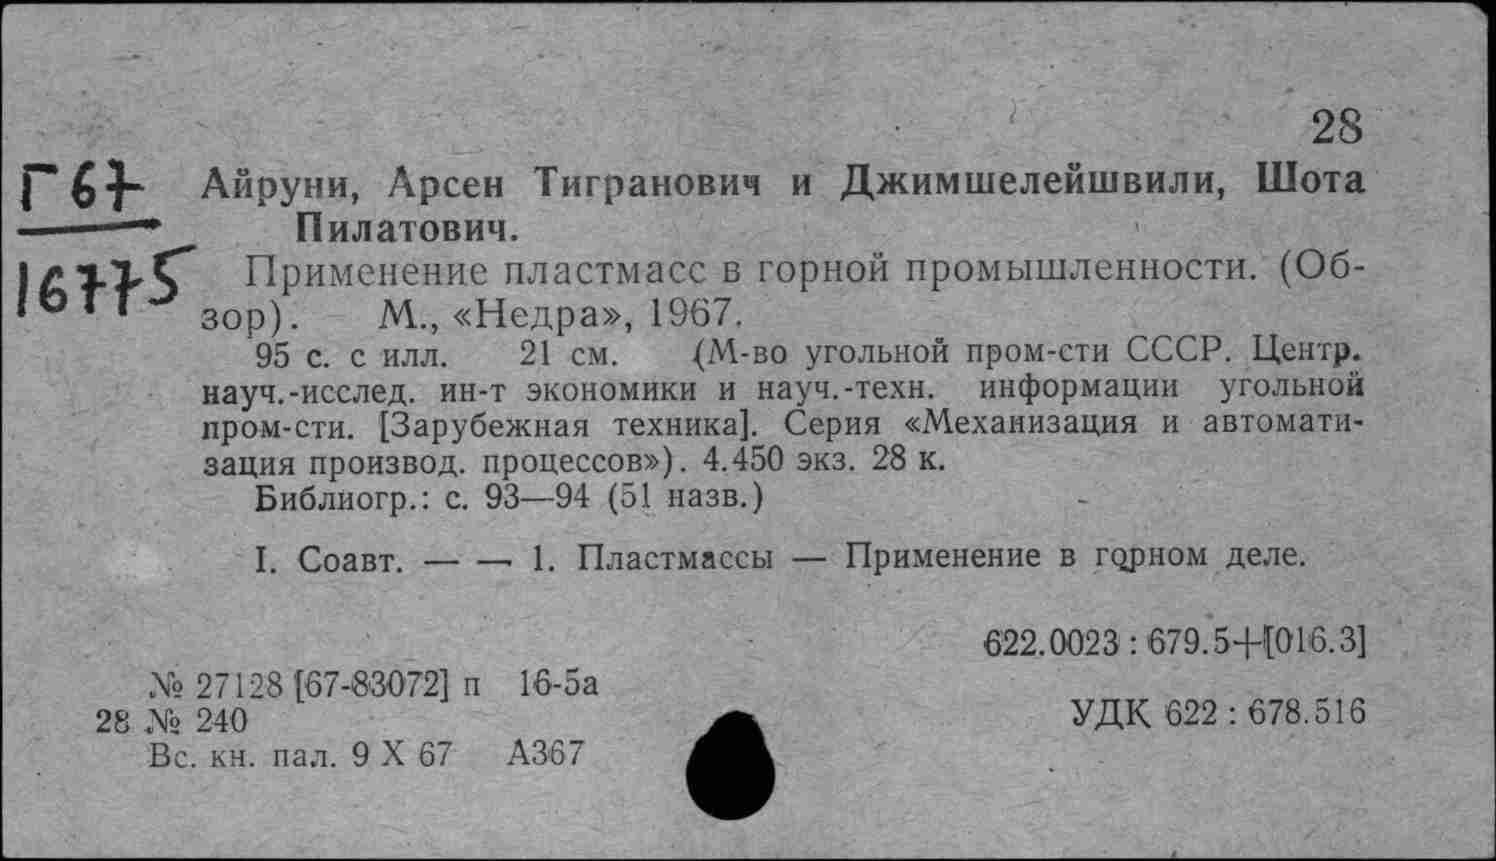 28
Г67
16775
Айруни, Арсен Тигранович и Джимшелейшвили, Шота
Пилатович.
Применение пластмасс в горной промышленности. (Об-
зор). М., «Недра», 1967.
95 с. с илл. 21 см. (М-во угольной пром-сти СССР. Центр.
науч.-исслед. ин-т экономики и науч.-техн. информации угольной
пром-сти. [Зарубежная техника]. Серия «Механизация и автомати-
зация производ. процессов»). 4.450 экз. 28 к.
Библиогр.: с. 93—94 (51 назв.)
I. Соавт. — — 1. Пластмассы — Применение в горном деле.
622.0023 : 679.5+[016.3]
№ 27128 [67-83072] п 16-5а
28 № 240
УДК 622 : 678.516
Вс. кн. пал. 9 X 67 А367